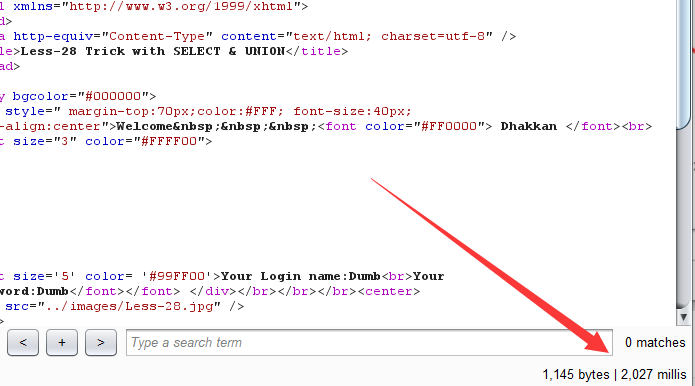 l xmlns="http://www.w3.org/1999/xhtml">
d>
a http-equiv="Content-Type" content="text/html; charset=utf-8" />
le>Less-28 Trick with SELECT & UNION</title>
ad>
y bgcolor="#000000">
style=" margin-top:70px;color:#FFF; font-size:40px;
-align:center">Welcome&nbsp;&nbsp;&nbsp;<font color="#FF0000"> Dhakkan </font><br>
t size="3" color="#FFFF00">
t size='5' color= '#99FF00'>Your Login name:Dumb<br>Your
word:Dumb</font></font> </div></br></br></br><center>
src="../images/Less-28.jpg" />
>
< + > Type a search term 0 matches
1,145 bytes | 2,027 millis